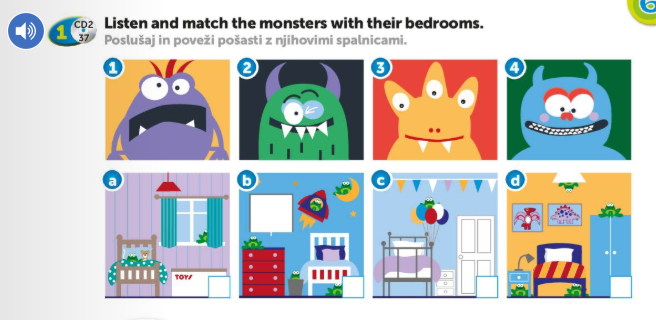 1 CD2 37 Listen and match the monsters with their bedrooms.
Poslušaj in poveži pošasti z njihovimi spalnicami.
6
1 2 3 4
a b c d
TOYS